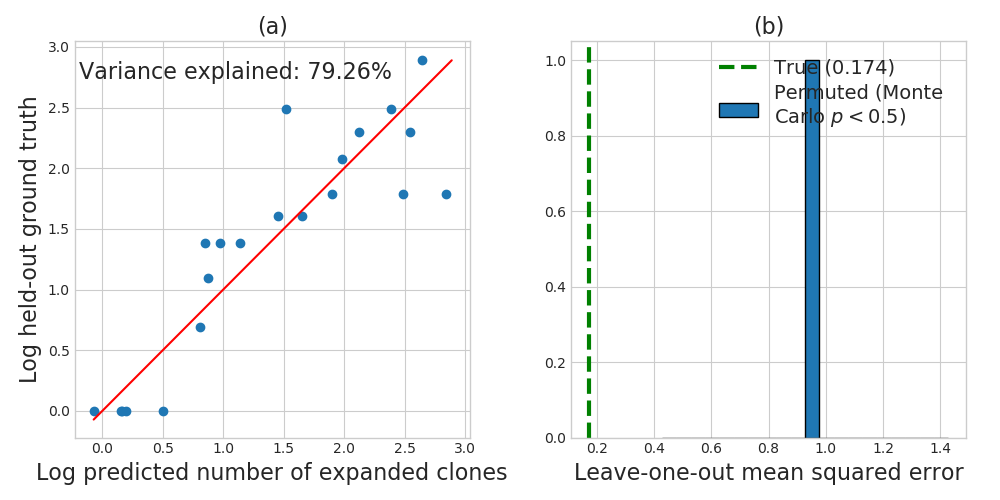 (a)
Variance explained: 79.26%
3.0
2.5
2.0
1.5
1.0
0.5
0.0
Log held-out ground truth
0.0 0.5 1.0 1.5 2.0 2.5 3.0
Log predicted number of expanded clones
(b)
True (0.174)
Permuted (Monte
Carlo p < 0.5)
1.0
0.8
0.6
0.4
0.2
0.0
0.2 0.4 0.6 0.8 1.0 1.2 1.4
Leave-one-out mean squared error